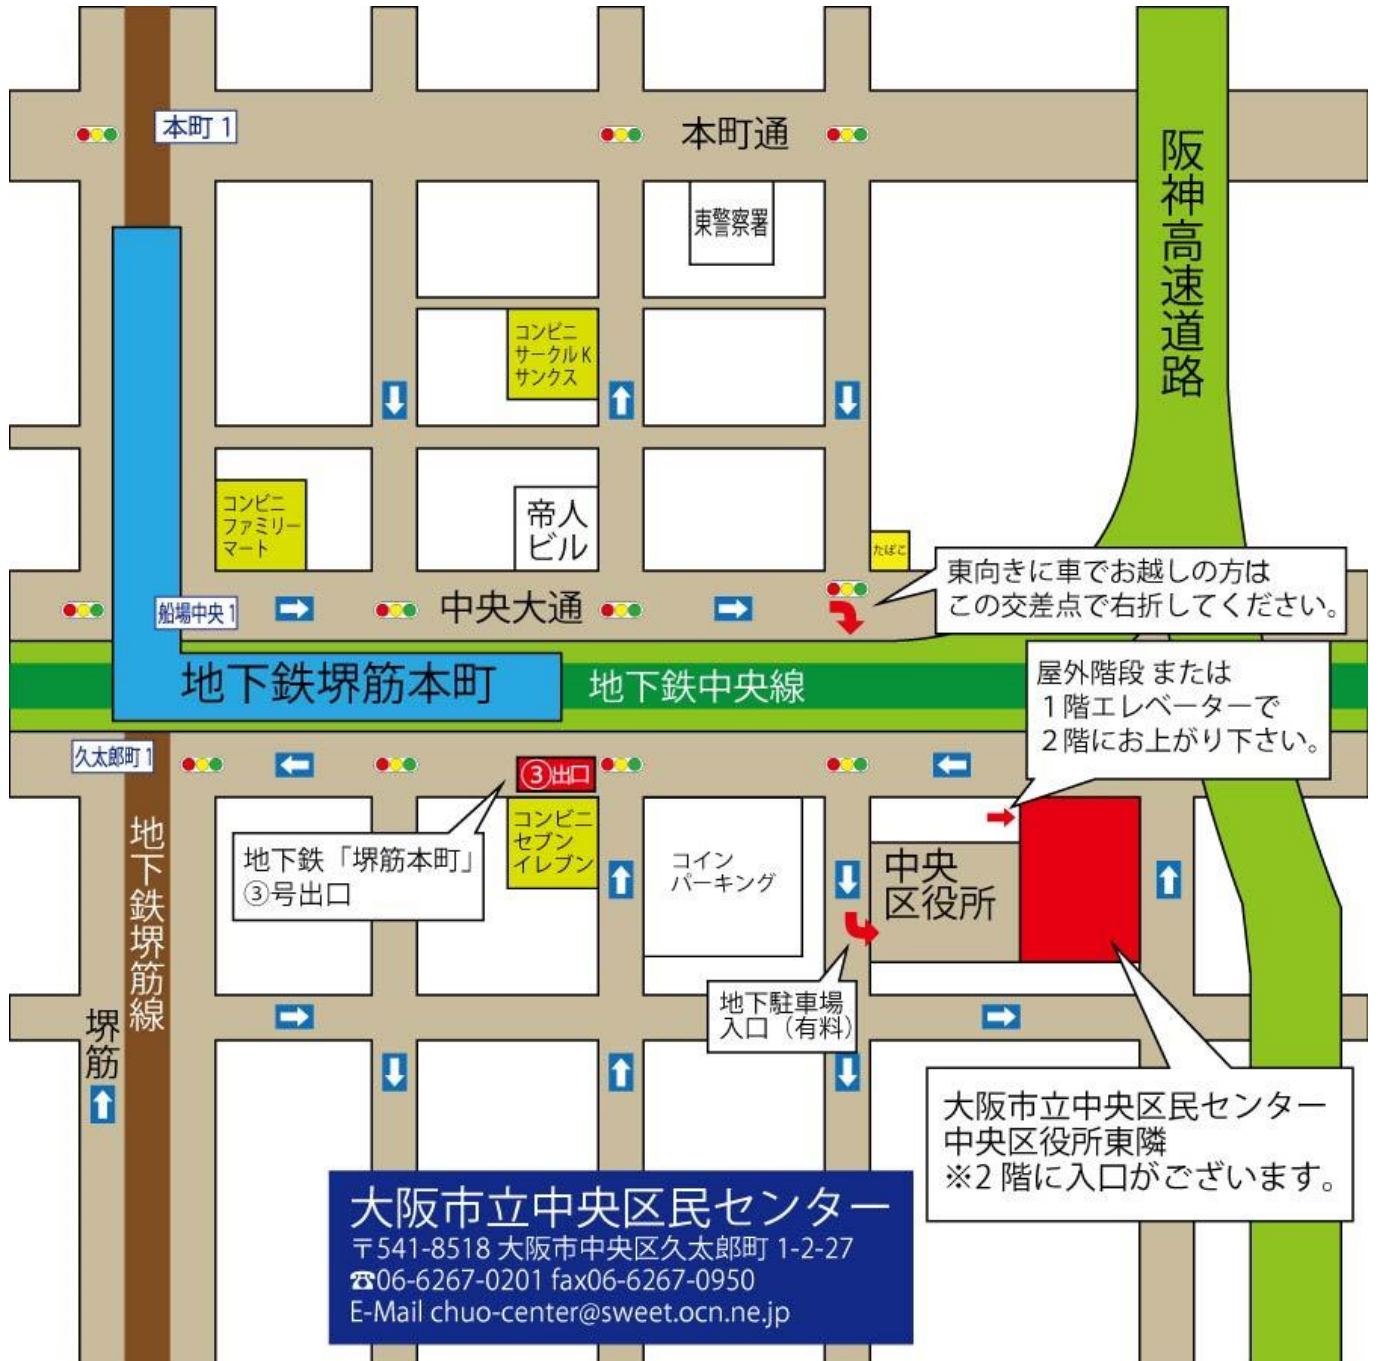 本町 1
本町通
阪神高速道路
東警察署
コンビニ
サークル K
サンクス
コンビニ
ファミリー
マート
帝人
ビル
たばこ
東向きに車でお越しの方は
この交差点で右折してください。
船場中央 1
中央大通
地下鉄堺筋本町
地下鉄中央線
屋外階段 または
1 階エレベーターで
2 階にお上がり下さい。
久太郎町 1
③出口
コンビニ
セブン
イレブン
地下鉄「堺筋本町」
③号出口
コイン
パーキング
中央
区役所
地下鉄堺筋線
堺筋
地下駐車場
入口（有料）
大阪市立中央区民センター
中央区役所東隣
※2 階に入口がございます。
大阪市立中央区民センター
〒541-8518 大阪市中央区久太郎町 1-2-27
☎06-6267-0201 fax06-6267-0950
E-Mail chuo-center@sweet.ocn.ne.jp